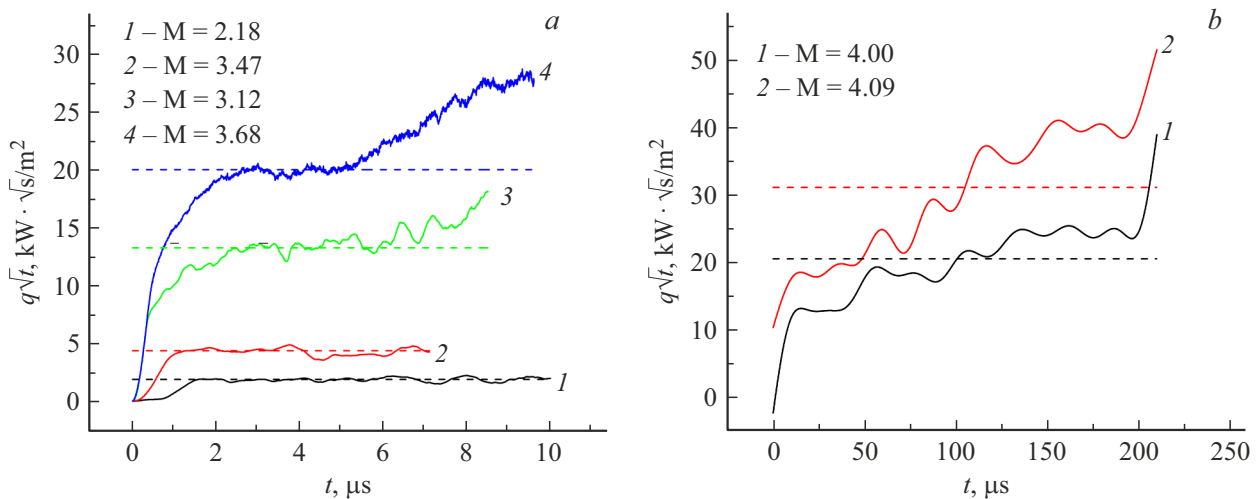 a
1 – M = 2.18
2 – M = 3.47
3 – M = 3.12
4 – M = 3.68
35
30
25
20
15
10
5
0
q√t, kW · √s/m²
0 2 4 6 8 10
t, μs
4
3
2
1
b
1 – M = 4.00
2 – M = 4.09
50
40
30
20
10
0
q√t, kW · √s/m²
0 50 100 150 200 250
t, μs
2
1